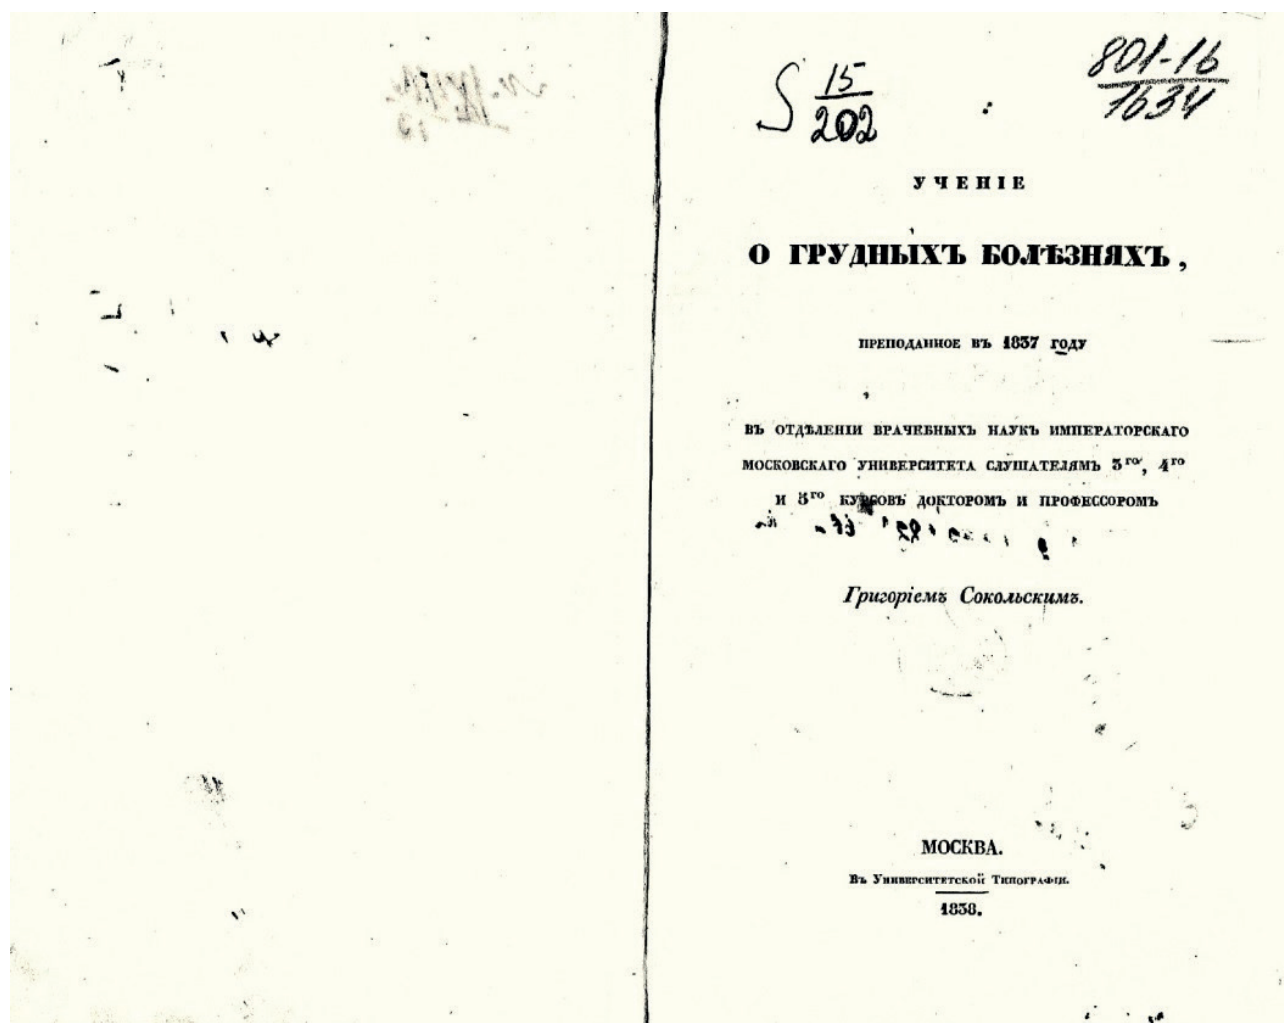 S 15/202
801-16/1634
УЧЕНІЕ
О ГРУДНЫХЪ БОЛѢЗНЯХЪ,
ПРЕПОДАННОЕ ВЪ 1837 ГОДУ
ВЪ ОТДѢЛЕНІИ ВРАЧЕБНЫХЪ НАУКЪ ИМПЕРАТОРСКАГО
МОСКОВСКАГО УНИВЕРСИТЕТА СЛУШАТЕЛЯМЪ 3го, 4го
И 5го КУРСОВЪ ДОКТОРОМЪ И ПРОФЕССОРОМЪ
Григоріемъ Сокольскимъ.
МОСКВА.
Въ Университетской Типографіи.
1838.